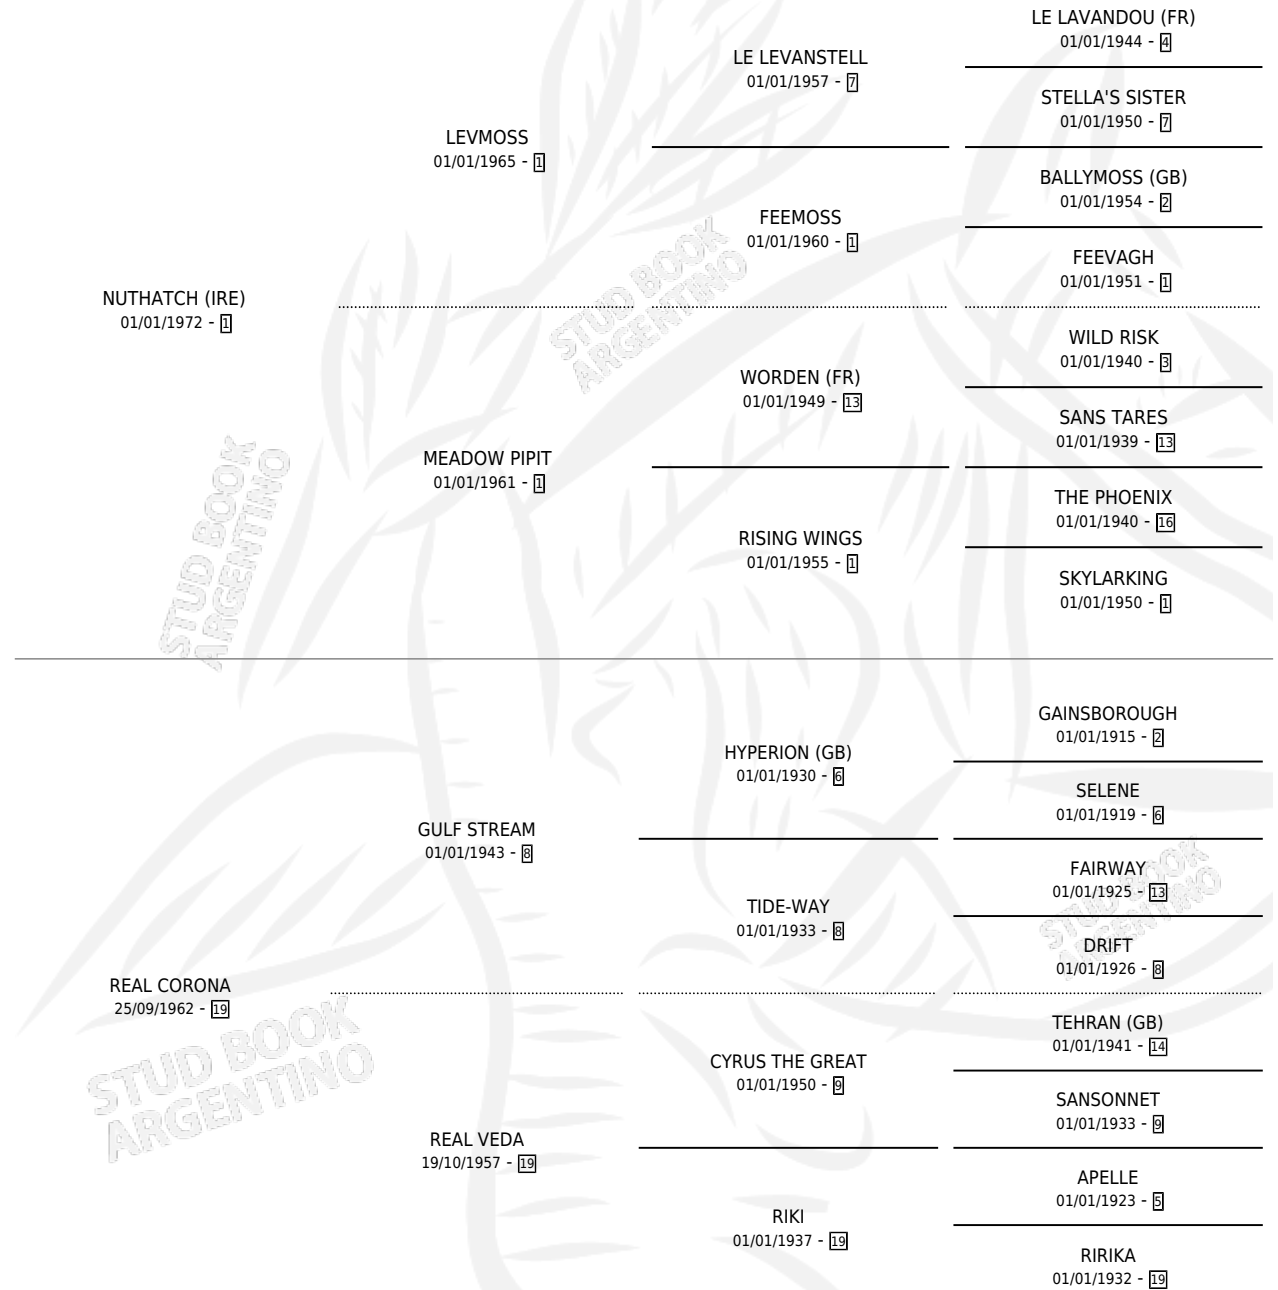 LE LAVANDOU (FR)
01/01/1944 - 4
LE LEVANSTELL
01/01/1957 - 7
STELLA'S SISTER
01/01/1950 - 7
LEVMOSS
01/01/1965 - 1
BALLYMOSS (GB)
01/01/1954 - 2
FEEMOSS
01/01/1960 - 1
FEEVAGH
01/01/1951 - 1
NUTHATCH (IRE)
01/01/1972 - 1
WILD RISK
01/01/1940 - 3
WORDEN (FR)
01/01/1949 - 13
SANS TARES
01/01/1939 - 13
MEADOW PIPIT
01/01/1961 - 1
THE PHOENIX
01/01/1940 - 16
RISING WINGS
01/01/1955 - 1
SKYLARKING
01/01/1950 - 1
GAINSBOROUGH
01/01/1915 - 2
HYPERION (GB)
01/01/1930 - 6
SELENE
01/01/1919 - 6
GULF STREAM
01/01/1943 - 8
FAIRWAY
01/01/1925 - 13
TIDE-WAY
01/01/1933 - 8
DRIFT
01/01/1926 - 8
REAL CORONA
25/09/1962 - 19
TEHRAN (GB)
01/01/1941 - 14
CYRUS THE GREAT
01/01/1950 - 9
SANSONNET
01/01/1933 - 9
REAL VEDA
19/10/1957 - 19
APELLE
01/01/1923 - 5
RIKI
01/01/1937 - 19
RIRIKA
01/01/1932 - 19
STUD BOOK
ARGENTINO
STUD BOOK
ARGENTINO
STUD BOOK
ARGENTINO
STUD BOOK
ARGENTINO